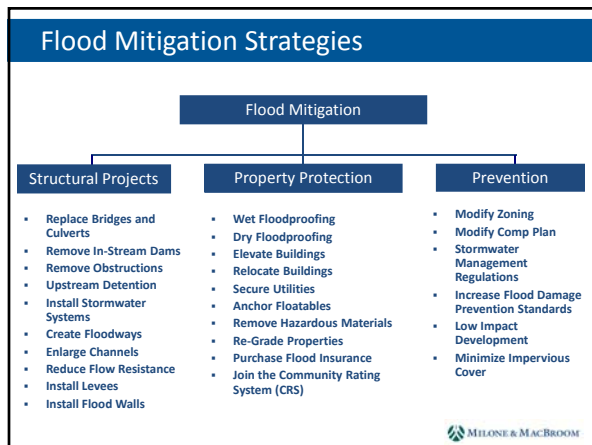 Flood Mitigation Strategies
Flood Mitigation
Structural Projects
▪ Replace Bridges and
Culverts
▪ Remove In-Stream Dams
▪ Remove Obstructions
▪ Upstream Detention
▪ Install Stormwater
Systems
▪ Create Floodways
▪ Enlarge Channels
▪ Reduce Flow Resistance
▪ Install Levees
▪ Install Flood Walls
Property Protection
▪ Wet Floodproofing
▪ Dry Floodproofing
▪ Elevate Buildings
▪ Relocate Buildings
▪ Secure Utilities
▪ Anchor Floatables
▪ Remove Hazardous Materials
▪ Re-Grade Properties
▪ Purchase Flood Insurance
▪ Join the Community Rating
System (CRS)
Prevention
▪ Modify Zoning
▪ Modify Comp Plan
▪ Stormwater
Management
Regulations
▪ Increase Flood Damage
Prevention Standards
▪ Low Impact
Development
▪ Minimize Impervious
Cover
MILONE & MACBROOM